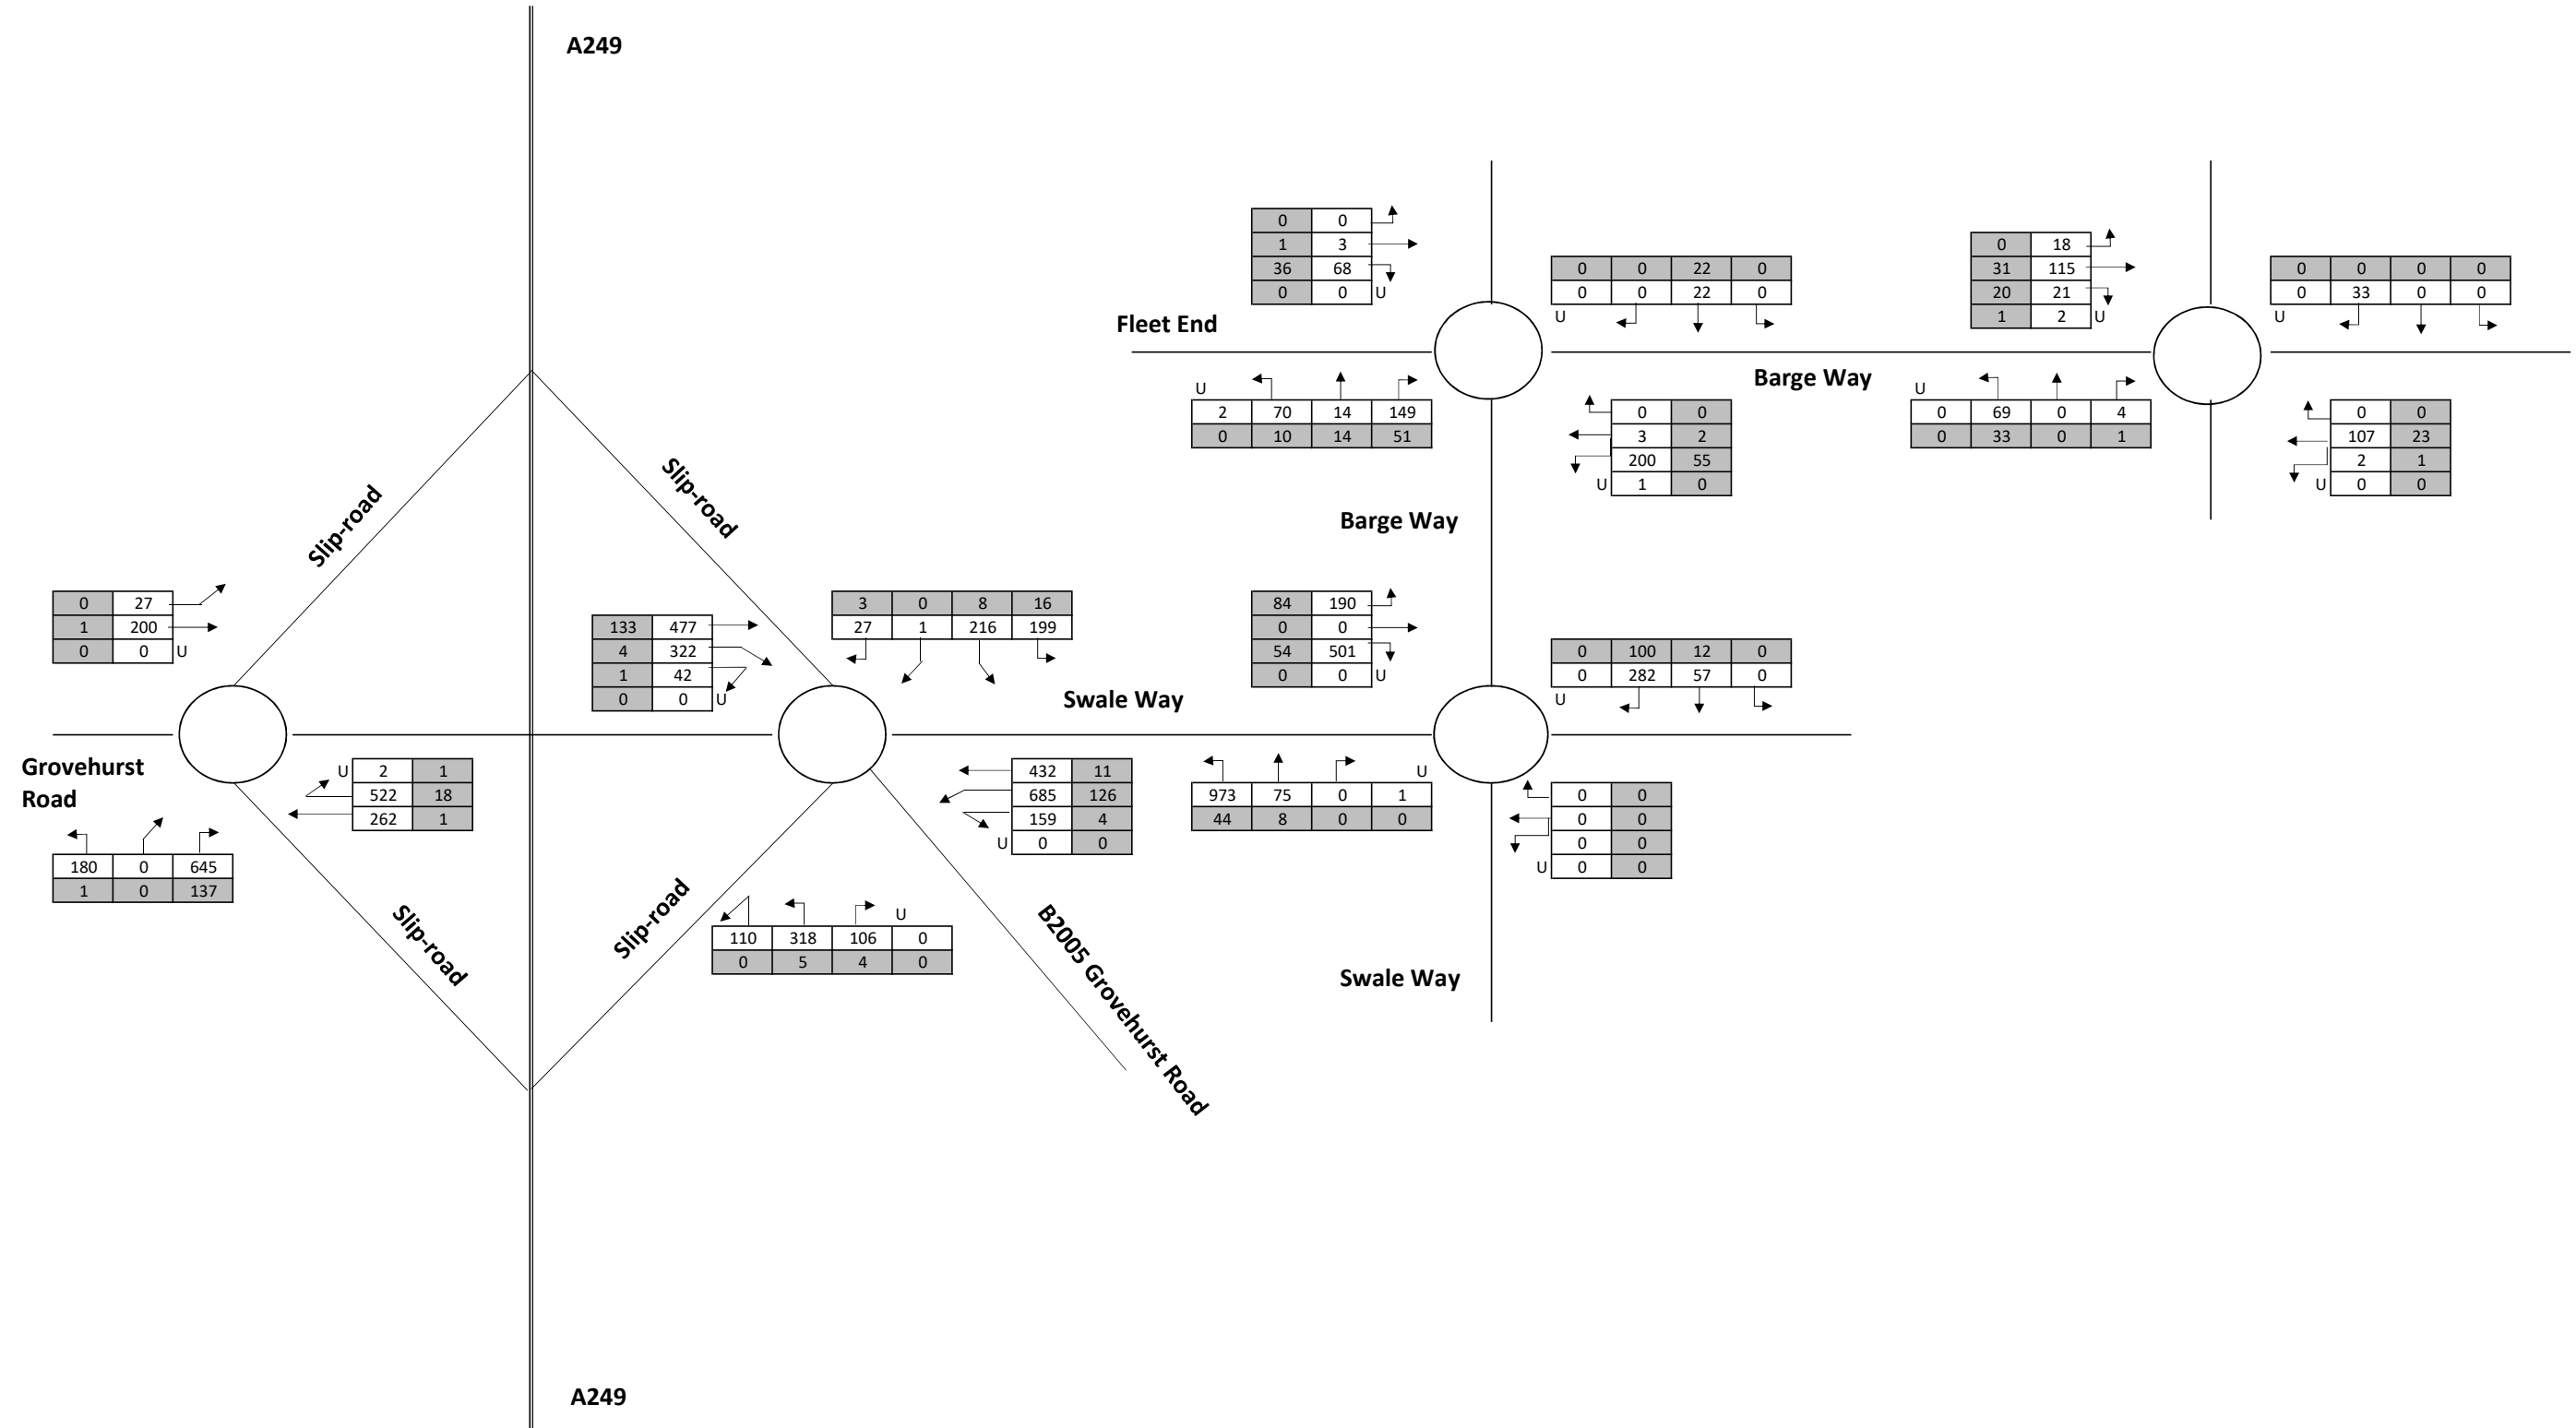 A249
0 0
1 3
36 68
0 0 U
0 0 22 0
0 0 22 0
U
0 18
31 115
20 21
1 2 U
0 0 0 0
0 33 0 0
U
Fleet End
Barge Way
U
2 70 14 149
0 10 14 51
0 0
3 2
200 55
U 1 0
U
0 69 0 4
0 33 0 1
0 0
107 23
2 1
U 0 0
Slip-road
Slip-road
Barge Way
0 27
1 200
0 0 U
133 477
4 322
1 42
0 0 U
3 0 8 16
27 1 216 199
84 190
0 0
54 501
0 0 U
0 100 12 0
0 282 57 0
U
Swale Way
Grovehurst
Road
U 2 1
522 18
262 1
180 0 645
1 0 137
432 11
685 126
159 4
U 0 0
U
973 75 0 1
44 8 0 0
0 0
0 0
0 0
U 0 0
Slip-road
Slip-road
U
110 318 106 0
0 5 4 0
B2005 Grovehurst Road
Swale Way
A249